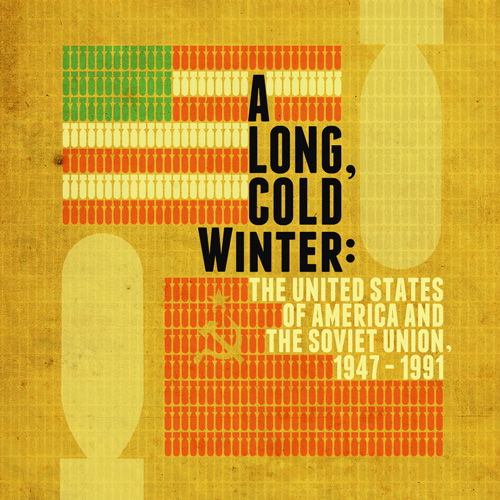 A
LONG,
COLD
WINTER:
THE UNITED STATES
OF AMERICA AND
THE SOVIET UNION,
1947 - 1991